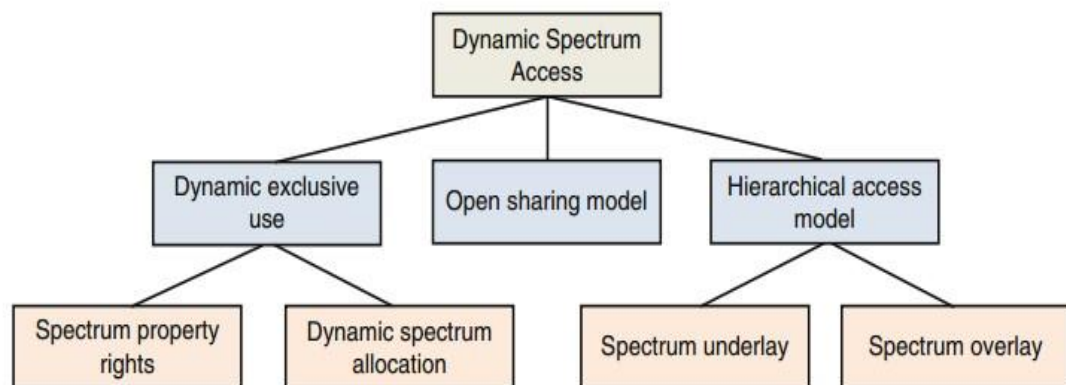 Dynamic Spectrum
Access
Dynamic exclusive
use
Open sharing model
Hierarchical access
model
Spectrum property
rights
Dynamic spectrum
allocation
Spectrum underlay
Spectrum overlay